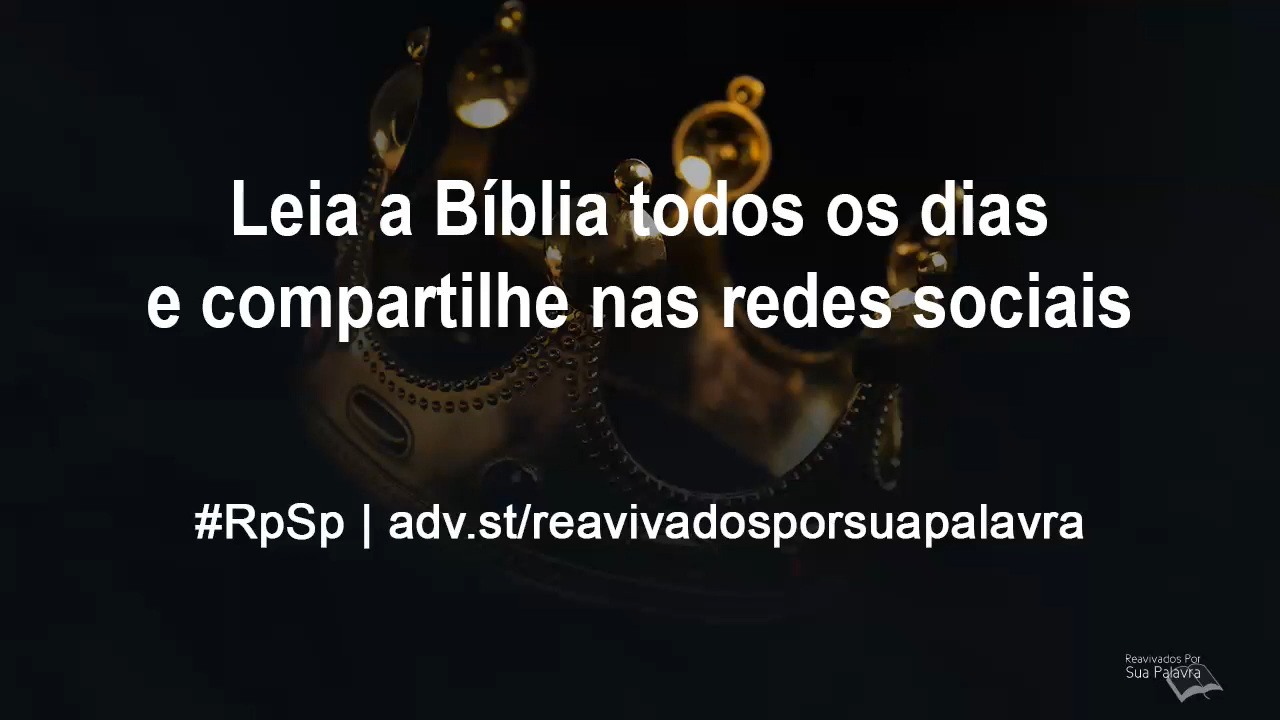 Leia a Bíblia todos os dias
e compartilhe nas redes sociais
#RpSp | adv.st/reavivadosporsuapalavra
Reavivados Por
Sua Palavra